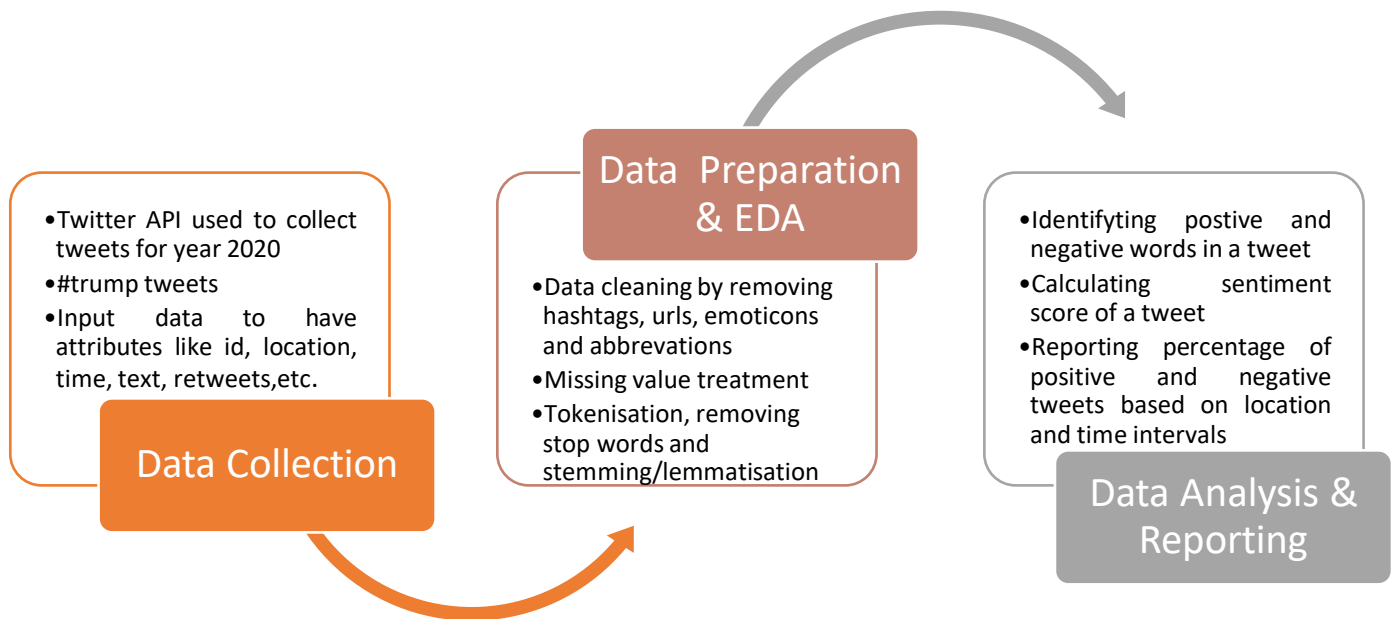 •Twitter API used to collect
tweets for year 2020
•#trump tweets
•Input data to have
attributes like id, location,
time, text, retweets,etc.
Data Collection
Data Preparation
& EDA
•Data cleaning by removing
hashtags, urls, emoticons
and abbrevations
•Missing value treatment
•Tokenisation, removing
stop words and
stemming/lemmatisation
•Identifyting postive and
negative words in a tweet
•Calculating sentiment
score of a tweet
•Reporting percentage of
positive and negative
tweets based on location
and time intervals
Data Analysis &
Reporting